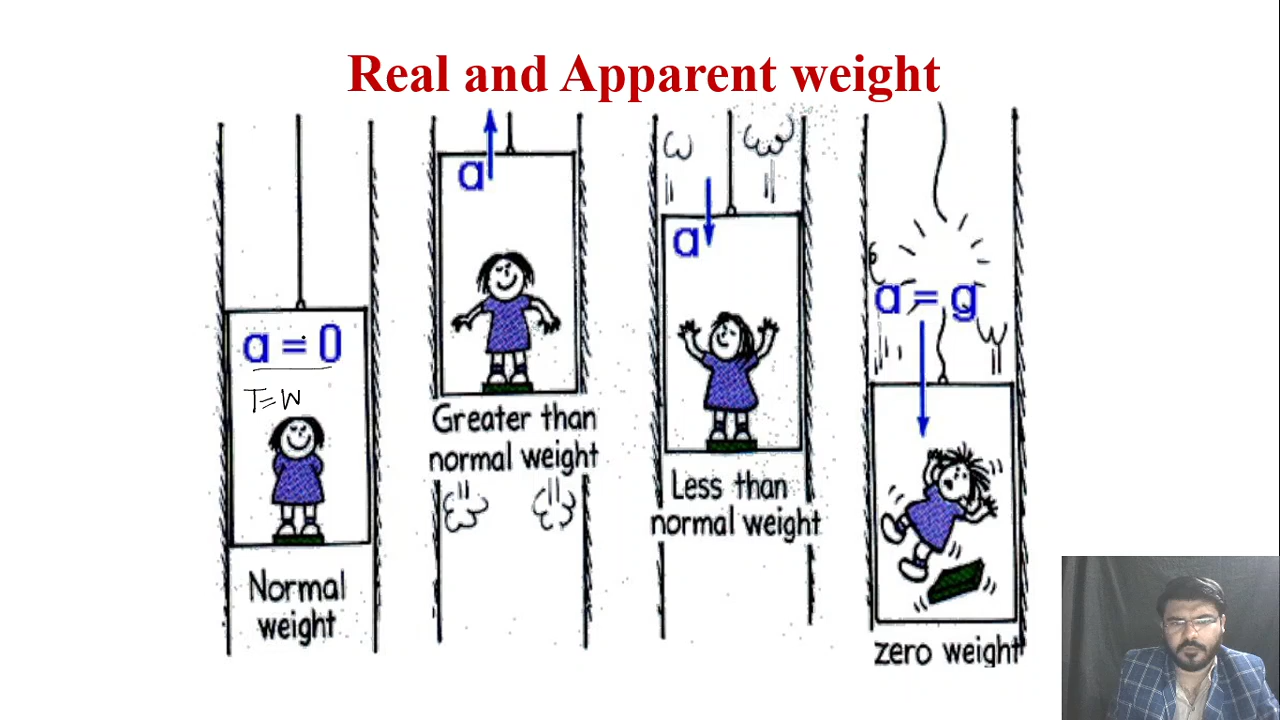 Real and Apparent weight
a = 0
T=W
Normal
weight
a
Greater than
normal weight
a
Less than
normal weight
a = g
zero weight